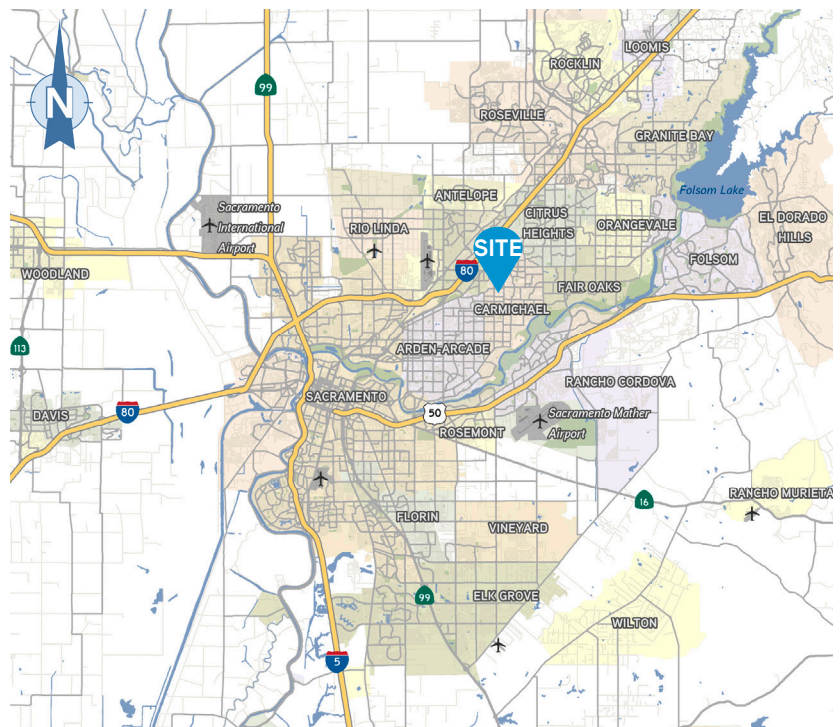 LOOMIS
ROCKLIN
99
N
ROSEVILLE
GRANITE BAY
Folsom Lake
ANTELOPE
Sacramento
International
Airport
RIO LINDA
CITRUS
HEIGHTS
ORANGEVALE
EL DORADO
HILLS
SITE
FOLSOM
WOODLAND
80
FAIR OAKS
CARMICHAEL
113
ARDEN-ARCADE
RANCHO CORDOVA
SACRAMENTO
DAVIS
80
50
Sacramento Mather
Airport
ROSEMONT
RANCHO MURIETA
16
FLORIN
VINEYARD
99
ELK GROVE
WILTON
5